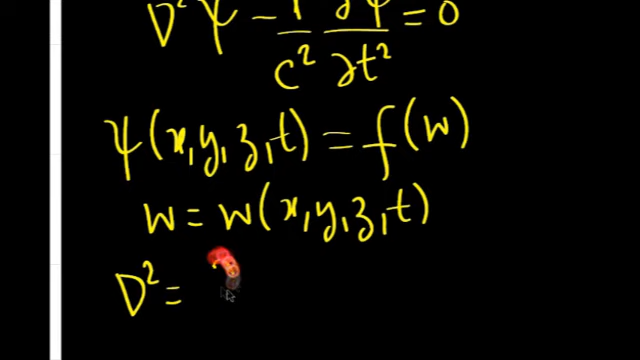 D²ψ - 1/c² ∂ψ/∂t² = 0
ψ(x,y,z,t) = f(w)
w = w(x,y,z,t)
D² =